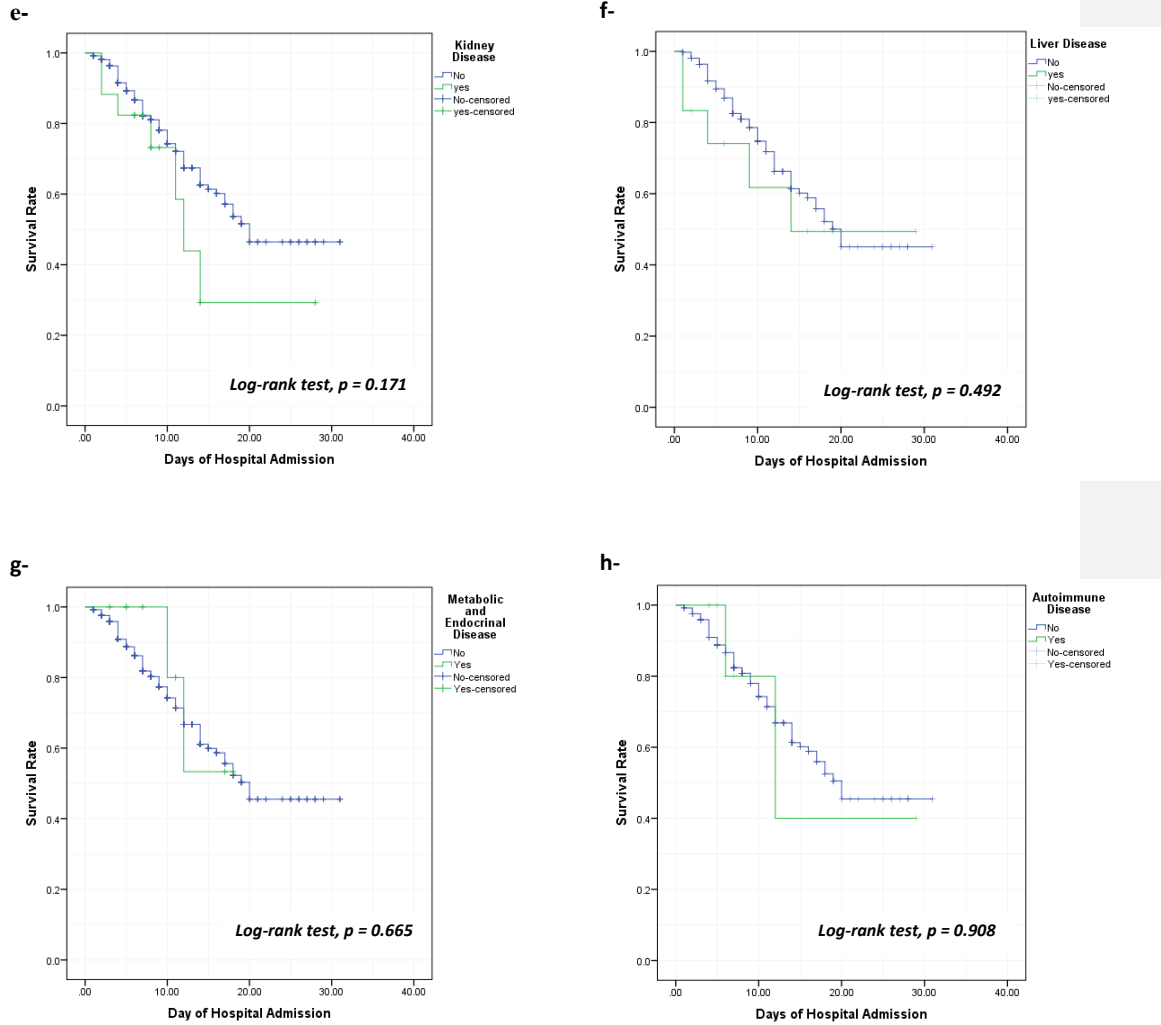 e-
Kidney
Disease
No
yes
No-censored
yes-censored
1.0
0.8
0.6
0.4
0.2
0.0
Survival Rate
Log-rank test, p = 0.171
.00
10.00
20.00
30.00
40.00
Days of Hospital Admission
f-
Liver Disease
No
yes
No-censored
yes-censored
1.0
0.8
0.6
0.4
0.2
0.0
Survival Rate
Log-rank test, p = 0.492
.00
10.00
20.00
30.00
40.00
Days of Hospital Admission
g-
Metabolic
and
Endocrinal
Disease
No
Yes
No-censored
Yes-censored
1.0
0.8
0.6
0.4
0.2
0.0
Survival Rate
Log-rank test, p = 0.665
.00
10.00
20.00
30.00
40.00
Day of Hospital Admission
h-
Autoimmune
Disease
No
Yes
No-censored
Yes-censored
1.0
0.8
0.6
0.4
0.2
0.0
Survival Rate
Log-rank test, p = 0.908
.00
10.00
20.00
30.00
40.00
Days of Hospital Admission